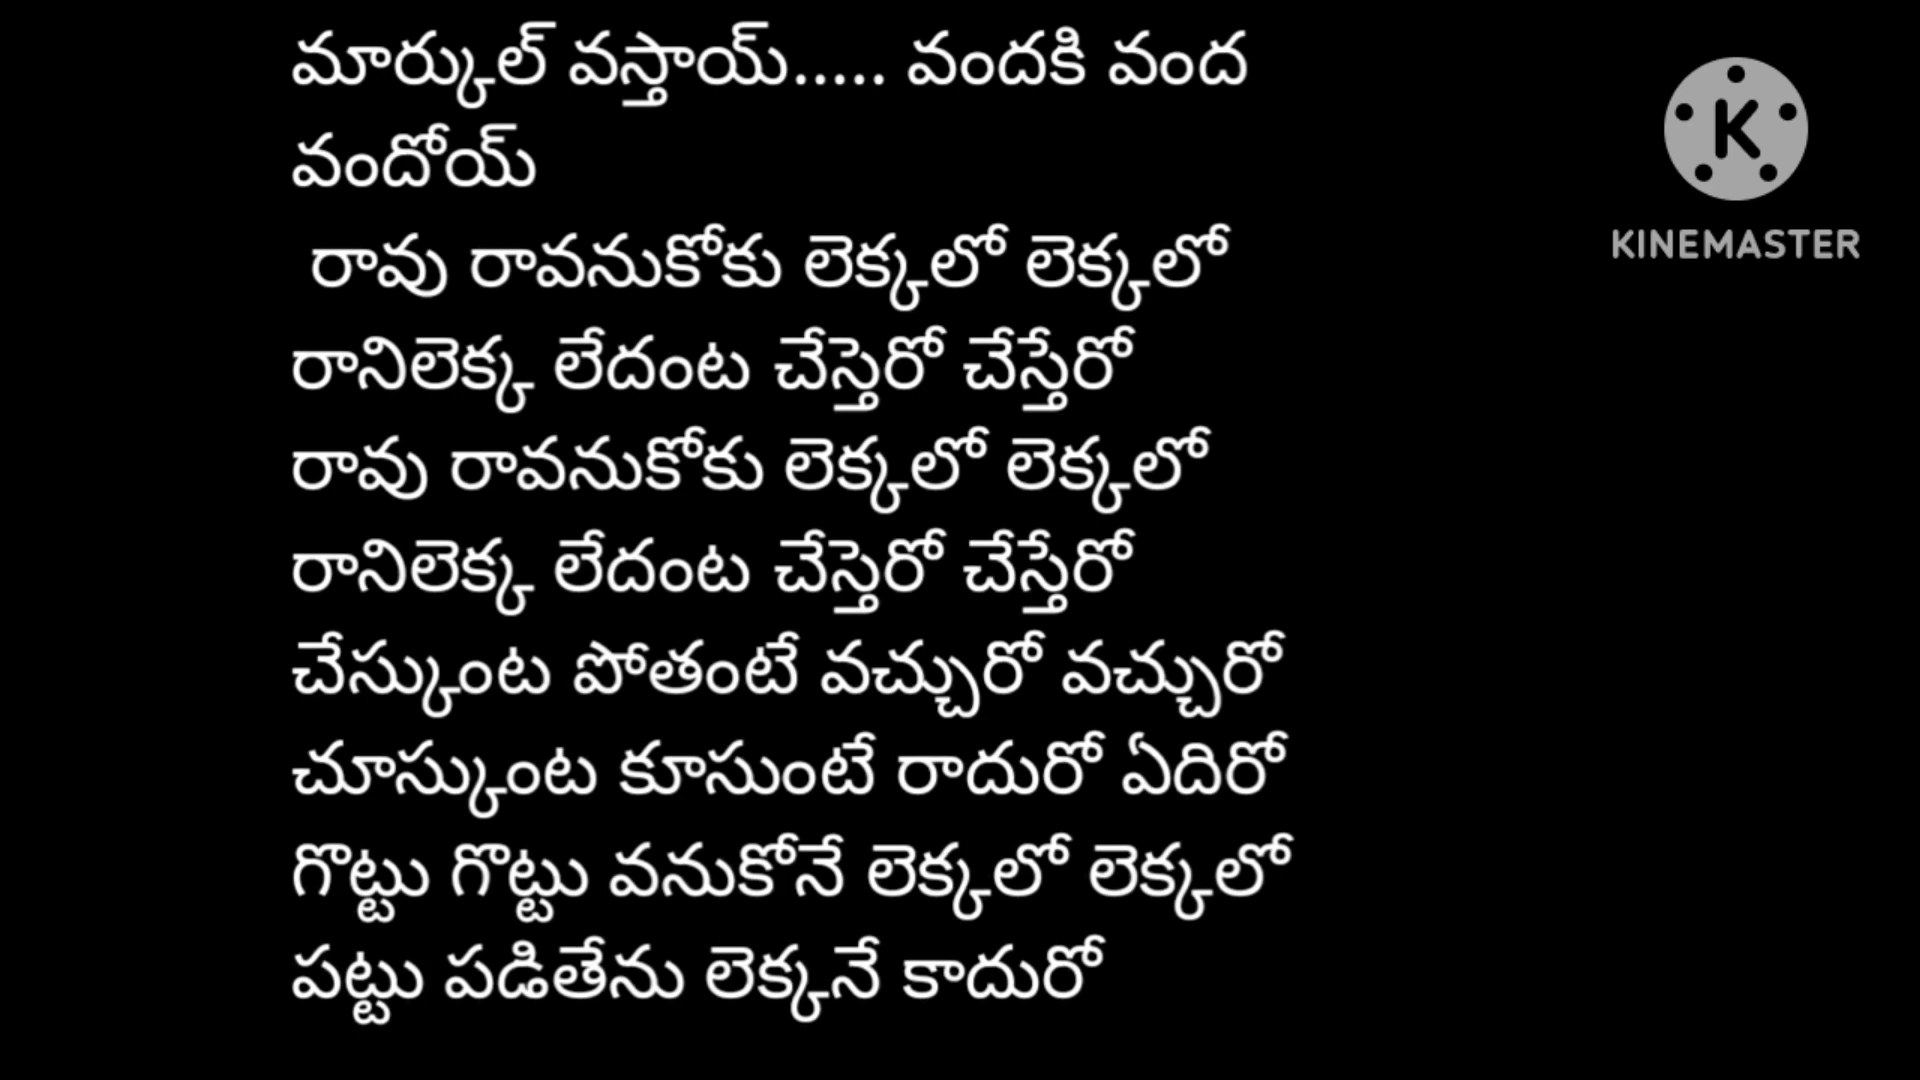 మార్కుల్ వస్తాయ్..... వందకి వంద
వందోయ్
రావు రావనుకోకు లెక్కలో లెక్కలో
రానిలెక్క లేదంట చేస్తెరో చేస్తేరో
రావు రావనుకోకు లెక్కలో లెక్కలో
రానిలెక్క లేదంట చేస్తెరో చేస్తేరో
చేస్కుంట పోతంటే వచ్చురో వచ్చురో
చూస్కుంట కూసుంటే రాదురో ఏదిరో
గొట్టు గొట్టు వనుకోనే లెక్కలో లెక్కలో
పట్టు పడితేను లెక్కనే కాదురో
K
KINEMASTER